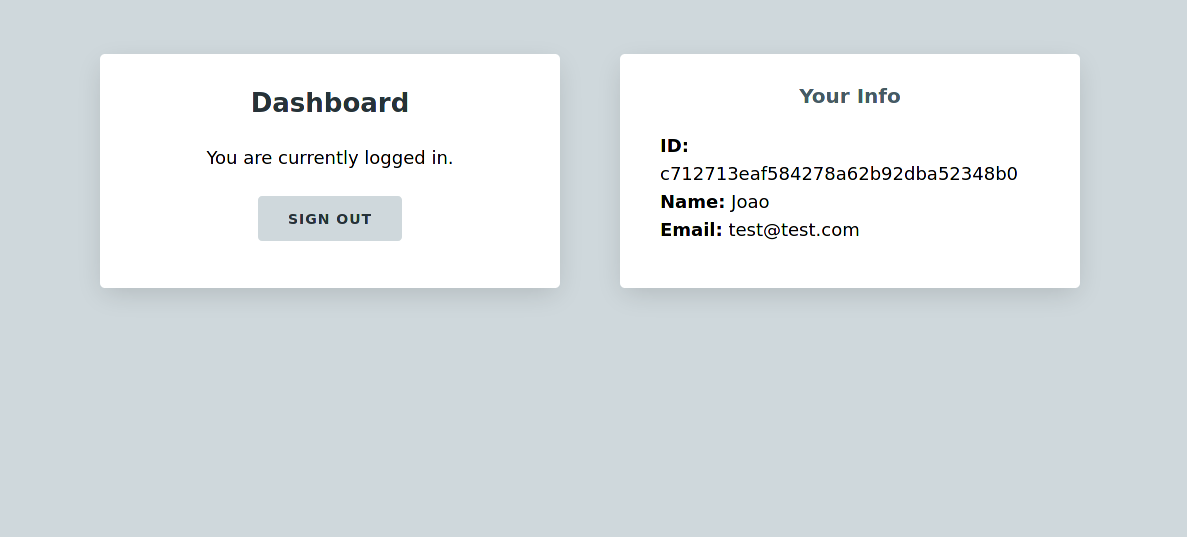 Dashboard
You are currently logged in.
SIGN OUT
Your Info
ID:
c712713eaf584278a62b92dba52348b0
Name: Joao
Email: test@test.com